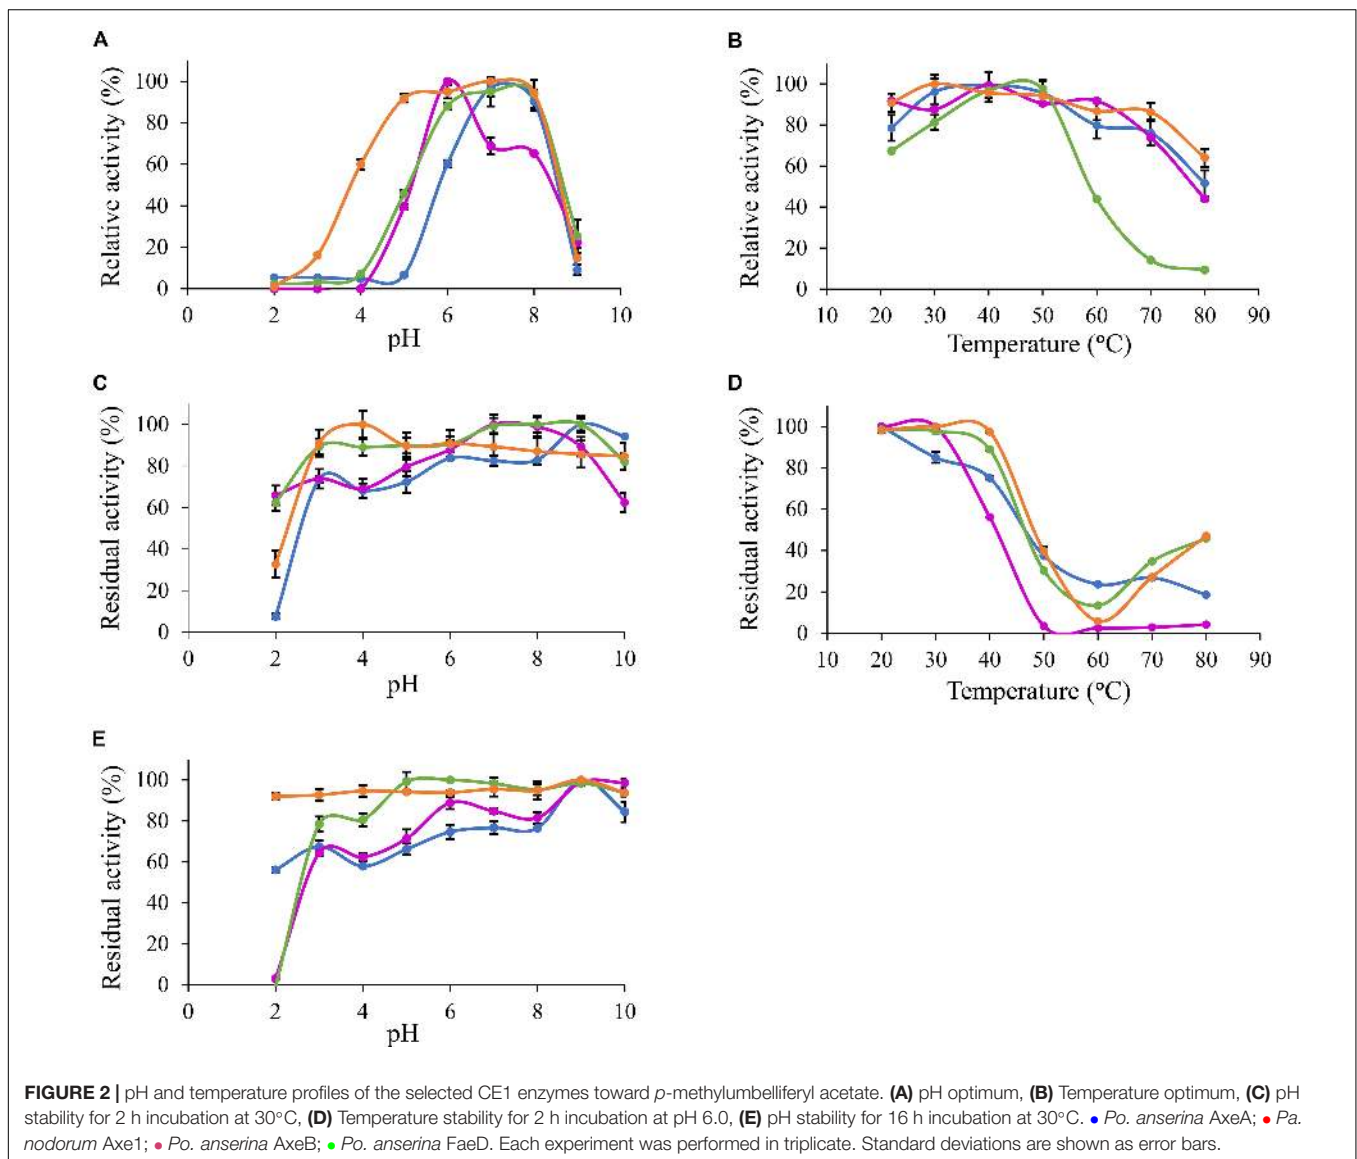 A
Relative activity (%)
100
80
60
40
20
0
0 2 4 6 8 10
pH
B
Relative activity (%)
100
80
60
40
20
0
10 20 30 40 50 60 70 80 90
Temperature (°C)
C
Residual activity (%)
100
80
60
40
20
0
0 2 4 6 8 10
pH
D
Residual activity (%)
100
80
60
40
20
0
10 20 30 40 50 60 70 80 90
Temperature (°C)
E
Residual activity (%)
100
80
60
40
20
0
0 2 4 6 8 10
pH
FIGURE 2 | pH and temperature profiles of the selected CE1 enzymes toward p-methylumbelliferyl acetate. (A) pH optimum, (B) Temperature optimum, (C) pH
stability for 2 h incubation at 30°C, (D) Temperature stability for 2 h incubation at pH 6.0, (E) pH stability for 16 h incubation at 30°C. • Po. anserina AxeA; • Pa.
nodorum Axe1; • Po. anserina AxeB; • Po. anserina FaeD. Each experiment was performed in triplicate. Standard deviations are shown as error bars.